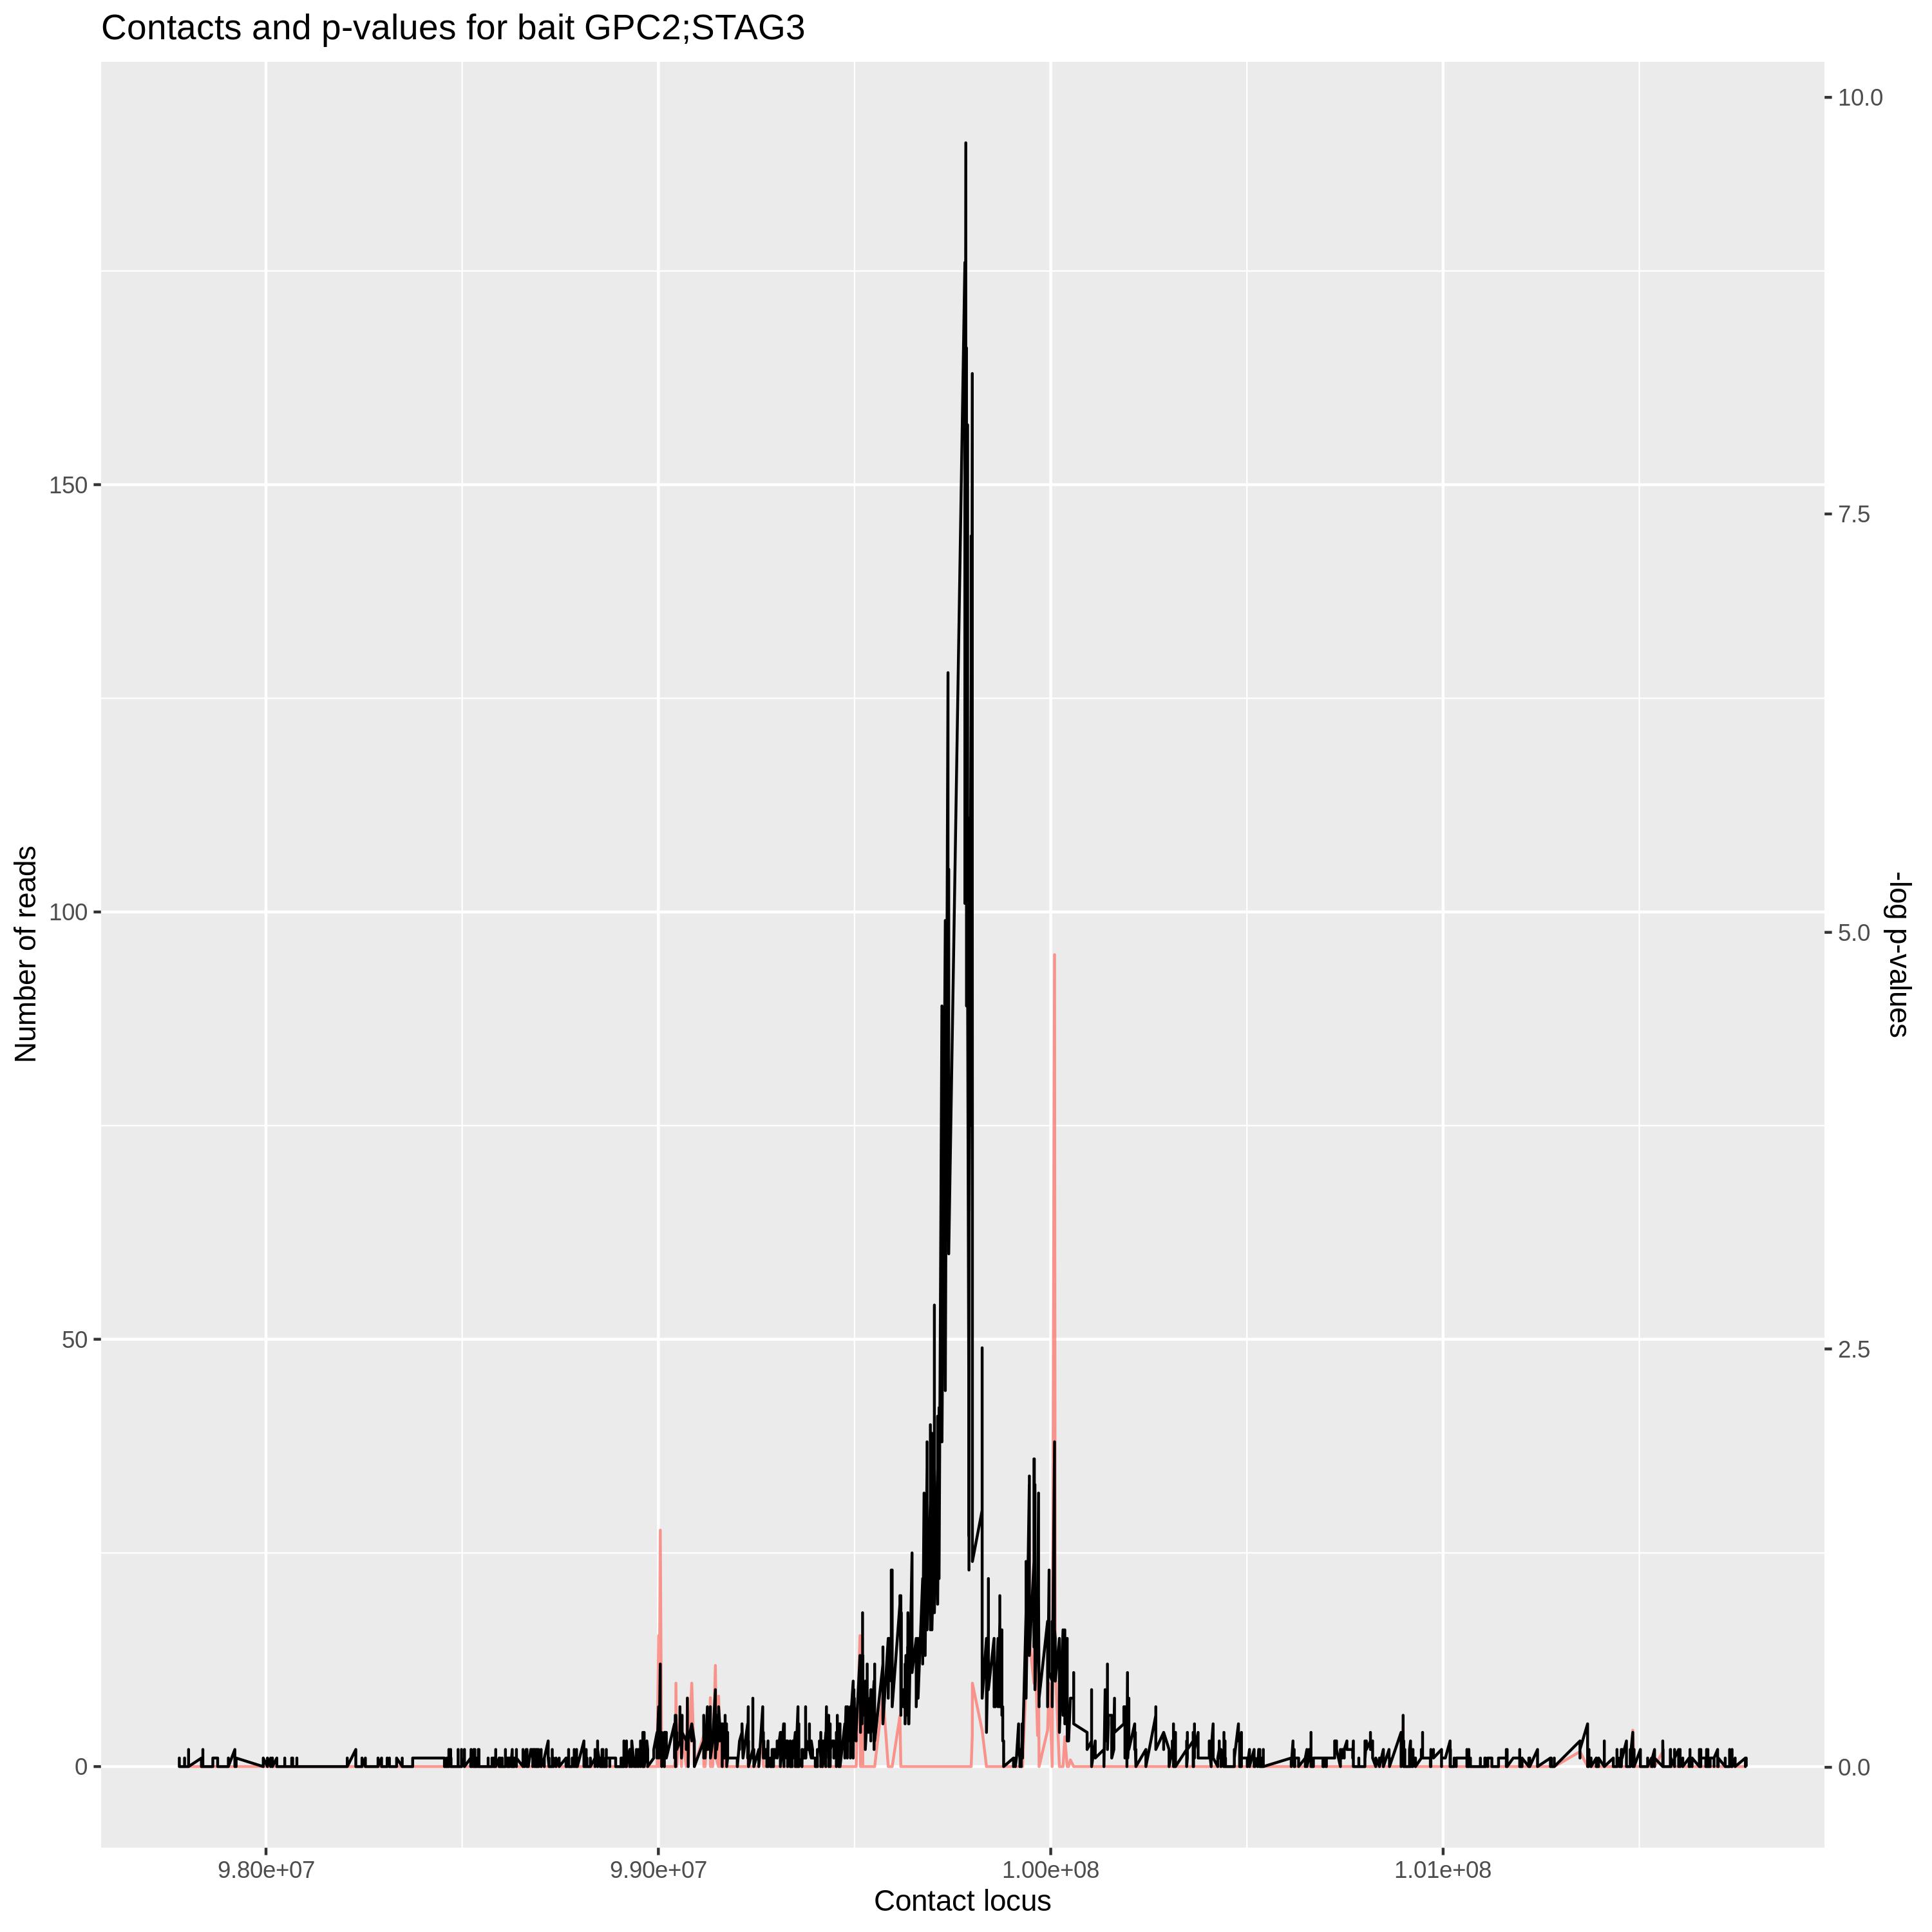 Contacts and p-values for bait GPC2;STAG3
10.0
150
7.5
100
5.0
50
2.5
0
0.0
Number of reads
-log p-values
9.80e+07
9.90e+07
1.00e+08
1.01e+08
Contact locus